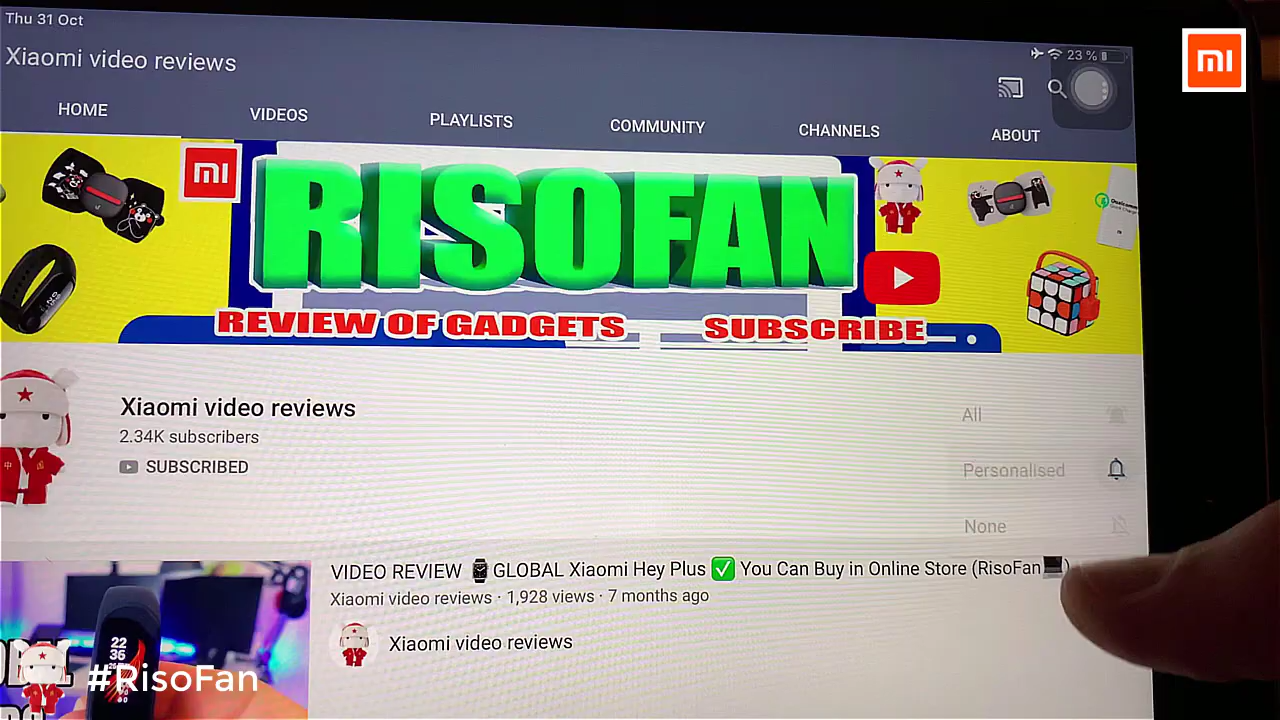 Thu 31 Oct
23 %
Xiaomi video reviews
HOME VIDEOS PLAYLISTS COMMUNITY CHANNELS ABOUT
RISOFAN
REVIEW OF GADGETS SUBSCRIBE
Xiaomi video reviews
2.34K subscribers
SUBSCRIBED
All
Personalised
None
VIDEO REVIEW ⌚ GLOBAL Xiaomi Hey Plus ✅ You Can Buy in Online Store (RisoFan💻)
Xiaomi video reviews · 1,928 views · 7 months ago
Xiaomi video reviews
22
36
#RisoFan